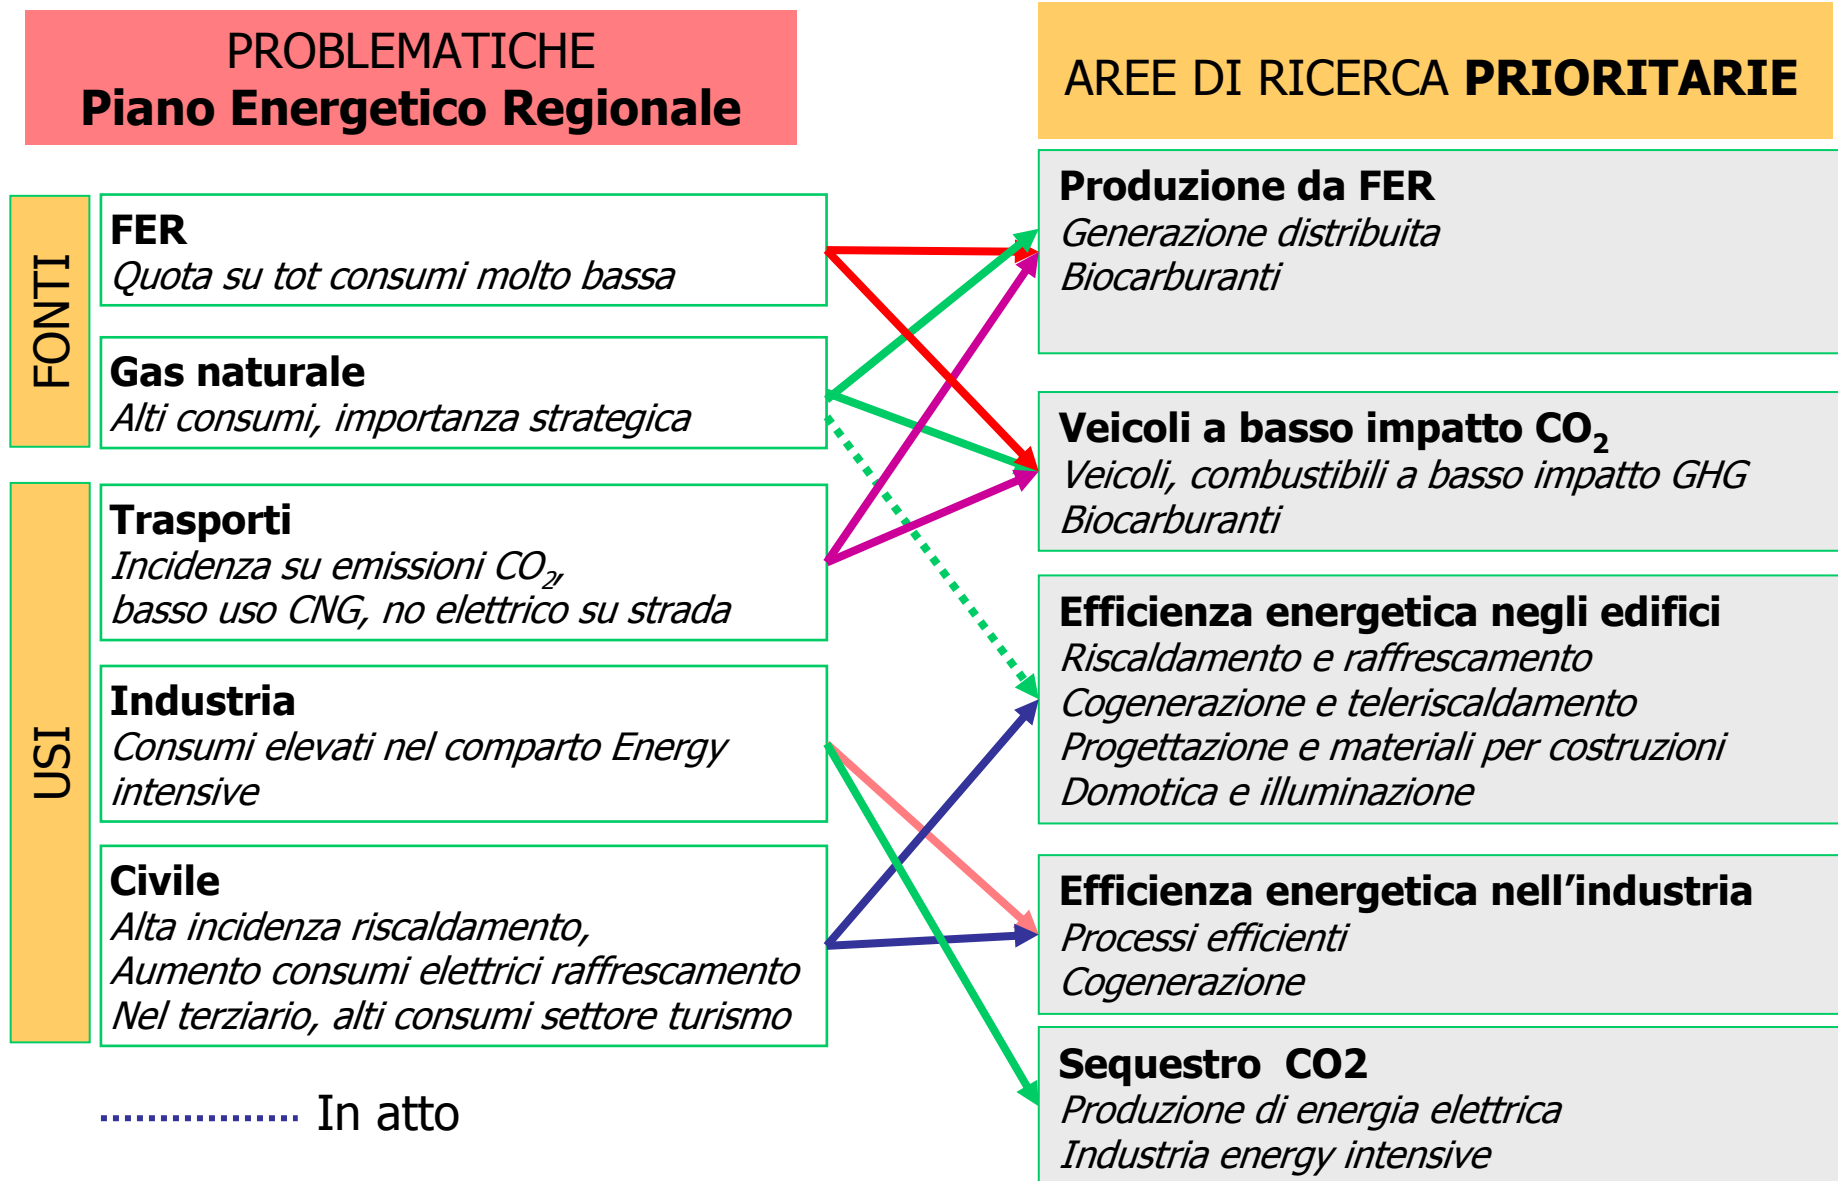 PROBLEMATICHE
Piano Energetico Regionale
FONTI
FER
Quota su tot consumi molto bassa
Gas naturale
Alti consumi, importanza strategica
USI
Trasporti
Incidenza su emissioni CO₂,
basso uso CNG, no elettrico su strada
Industria
Consumi elevati nel comparto Energy
intensive
Civile
Alta incidenza riscaldamento,
Aumento consumi elettrici raffrescamento
Nel terziario, alti consumi settore turismo
In atto
AREE DI RICERCA PRIORITARIE
Produzione da FER
Generazione distribuita
Biocarburanti
Veicoli a basso impatto CO₂
Veicoli, combustibili a basso impatto GHG
Biocarburanti
Efficienza energetica negli edifici
Riscaldamento e raffrescamento
Cogenerazione e teleriscaldamento
Progettazione e materiali per costruzioni
Domotica e illuminazione
Efficienza energetica nell’industria
Processi efficienti
Cogenerazione
Sequestro CO2
Produzione di energia elettrica
Industria energy intensive